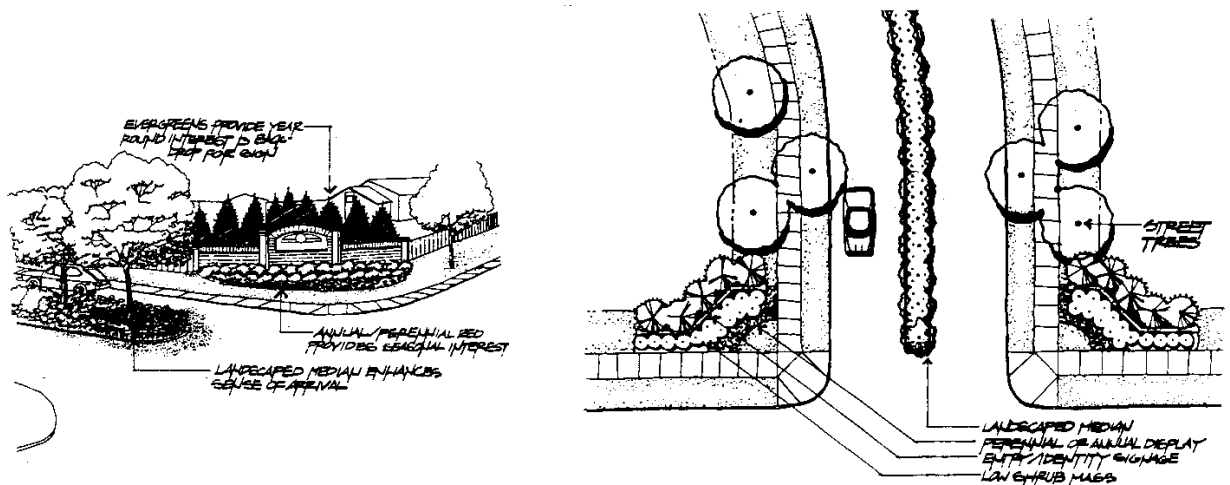 EVERGREENS PROVIDE YEAR
ROUND INTEREST IS BACK-
DROP FOR SIGN
ANNUAL/PERENNIAL BED
PROVIDES SEASONAL INTEREST
LANDSCAPED MEDIAN ENHANCES
SENSE OF ARRIVAL
STREET
TREES
LANDSCAPED MEDIAN
PERENNIAL OR ANNUAL DISPLAY
ENTRY/IDENTITY SIGNAGE
LOW SHRUB MASS